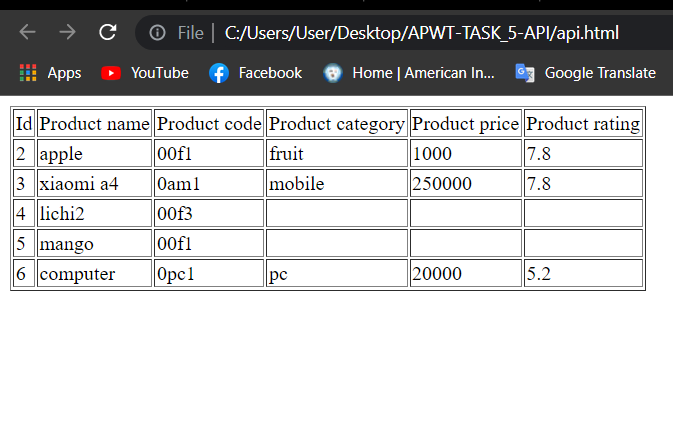 File | C:/Users/User/Desktop/APWT-TASK_5-API/api.html
Apps YouTube Facebook Home | American In... Google Translate
Id Product name Product code Product category Product price Product rating
2 apple 00f1 fruit 1000 7.8
3 xiaomi a4 0am1 mobile 250000 7.8
4 lichi2 00f3
5 mango 00f1
6 computer 0pc1 pc 20000 5.2